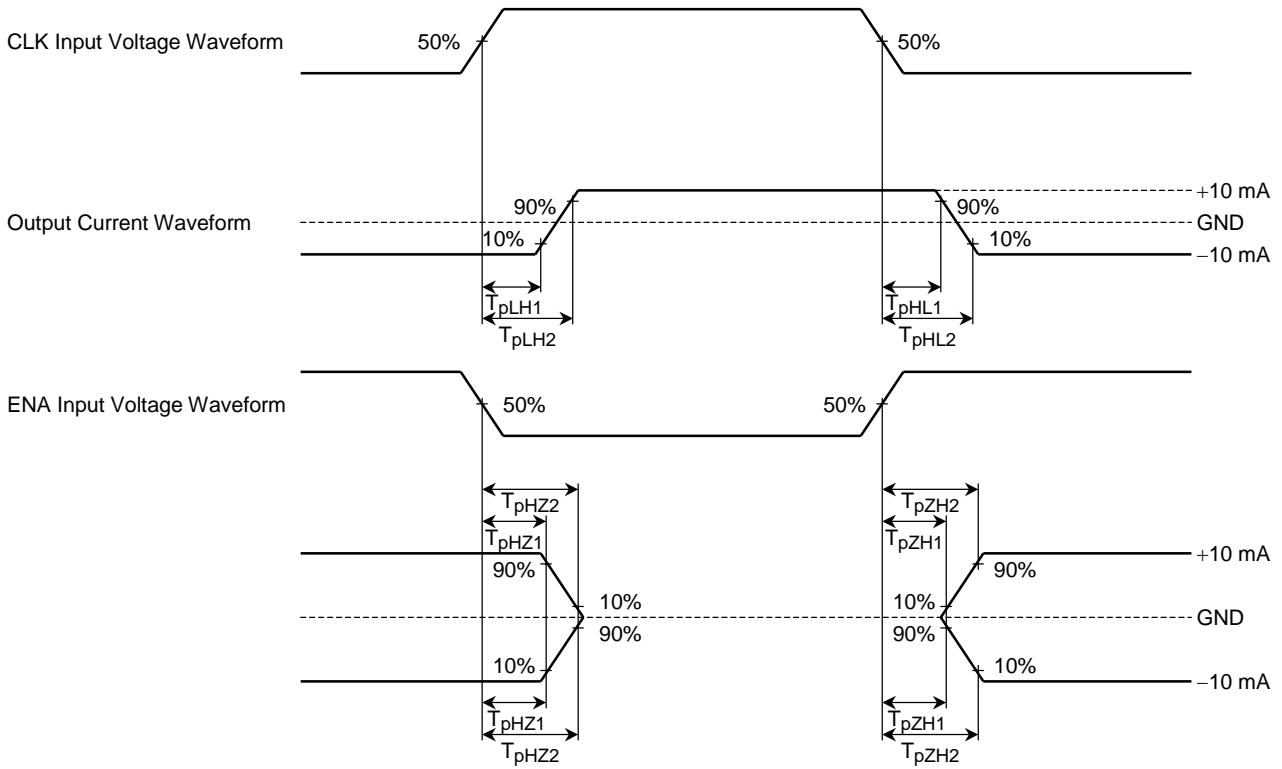 CLK Input Voltage Waveform
50%
50%
Output Current Waveform
90%
10%
90%
10%
+10 mA
GND
−10 mA
TpLH1
TpLH2
TpHL1
TpHL2
ENA Input Voltage Waveform
50%
50%
TpHZ2
TpHZ1
TpZH2
TpZH1
90%
10%
90%
10%
10%
90%
90%
10%
+10 mA
GND
−10 mA
TpHZ1
TpHZ2
TpZH1
TpZH2